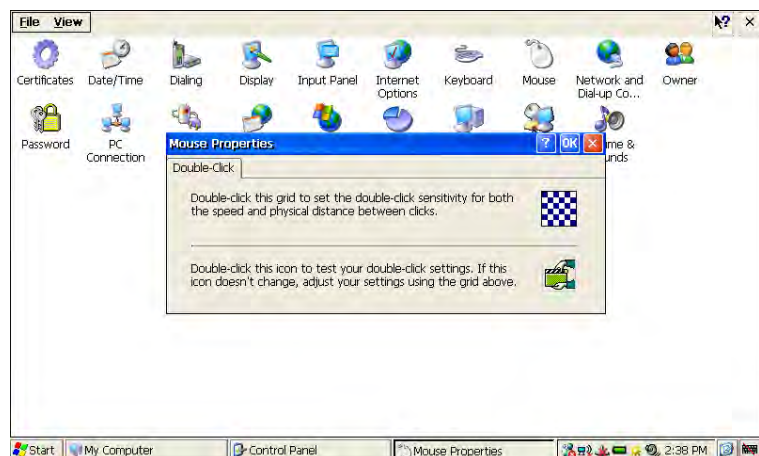 File View
?
×
Certificates
Date/Time
Dialing
Display
Input Panel
Internet
Options
Keyboard
Mouse
Network and
Dial-up Co...
Owner
Password
PC
Connection
me &
unds
Mouse Properties
? OK ×
Double-Click
Double-click this grid to set the double-click sensitivity for both
the speed and physical distance between clicks.
Double-click this icon to test your double-click settings. If this
icon doesn't change, adjust your settings using the grid above.
Start
My Computer
Control Panel
Mouse Properties
2:38 PM